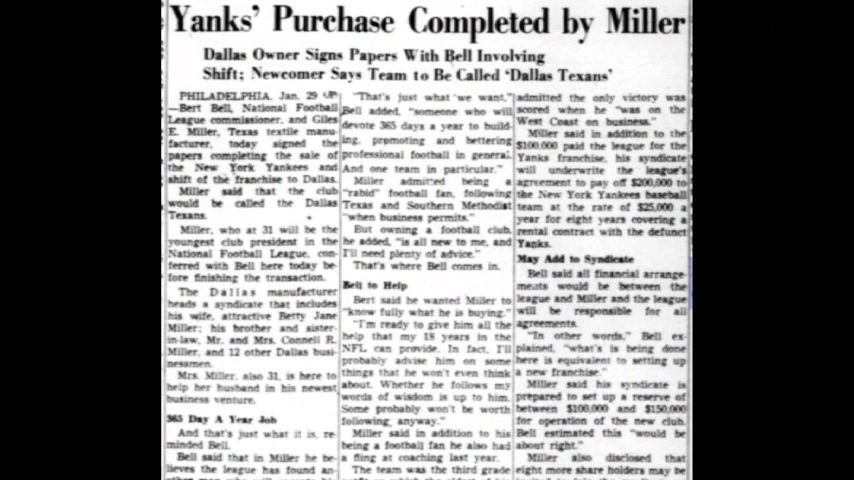 Yanks' Purchase Completed by Miller
Dallas Owner Signs Papers With Bell Involving
Shift; Newcomer Says Team to Be Called 'Dallas Texans'
PHILADELPHIA, Jan. 29 UP
—Bert Bell, National Football
League commissioner, and Giles
E. Miller, Texas textile manu-
facturer, today signed the
papers completing the sale of
the New York Yankees and
shift of the franchise to Dallas.
Miller said that the club
would be called the Dallas
Texans.
Miller, who at 31 will be the
youngest club president in the
National Football League, con-
ferred with Bell here today be-
fore finishing the transaction.
The Dallas manufacturer
heads a syndicate that includes
his wife, attractive Betty Jane
Miller; his brother and sister-
in-law, Mr. and Mrs. Connell R.
Miller, and 12 other Dallas busi-
nessmen.
Mrs. Miller, also 31, is here to
help her husband in his newest
business venture.
365 Day A Year Job
And that's just what it is, re-
minded Bell.
Bell said that in Miller he be-
lieves the league has found an-
"That's just what we want,"
Bell added, "someone who will
devote 365 days a year to build-
ing, promoting and bettering
professional football in general.
And one team in particular."
Miller admitted being a
"rabid" football fan, following
Texas and Southern Methodist
"when business permits."
But owning a football club,
he added, "is all new to me, and
I'll need plenty of advice."
That's where Bell comes in.
Bell to Help
Bert said he wanted Miller to
"know fully what he is buying."
"I'm ready to give him all the
help that my 18 years in the
NFL can provide. In fact, I'll
probably advise him on some
things that he won't even think
about. Whether he follows my
words of wisdom is up to him.
Some probably won't be worth
following, anyway."
Miller said in addition to his
being a football fan he also had
a fling at coaching last year.
The team was the third grade
admitted the only victory was
scored when he "was on the
West Coast on business."
Miller said in addition to the
$100,000 paid the league for the
Yanks franchise, his syndicate
will underwrite the league's
agreement to pay off $200,000 to
the New York Yankees baseball
team at the rate of $25,000 a
year for eight years covering a
rental contract with the defunct
Yanks.
May Add to Syndicate
Bell said all financial arrange-
ments would be between the
league and Miller and the league
will be responsible for all
agreements.
"In other words," Bell ex-
plained, "what's is being done
here is equivalent to setting up
a new franchise."
Miller said his syndicate is
prepared to set up a reserve of
between $100,000 and $150,000
for operation of the new club.
Bell estimated this "would be
about right."
Miller also disclosed that
eight more share holders may be